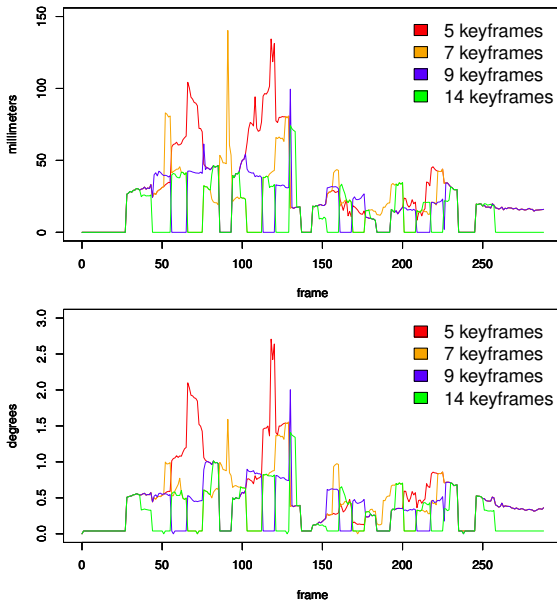 150
100
50
0
millimeters
5 keyframes
7 keyframes
9 keyframes
14 keyframes
0 50 100 150 200 250
frame
3.0
2.5
2.0
1.5
1.0
0.5
0.0
degrees
5 keyframes
7 keyframes
9 keyframes
14 keyframes
0 50 100 150 200 250
frame